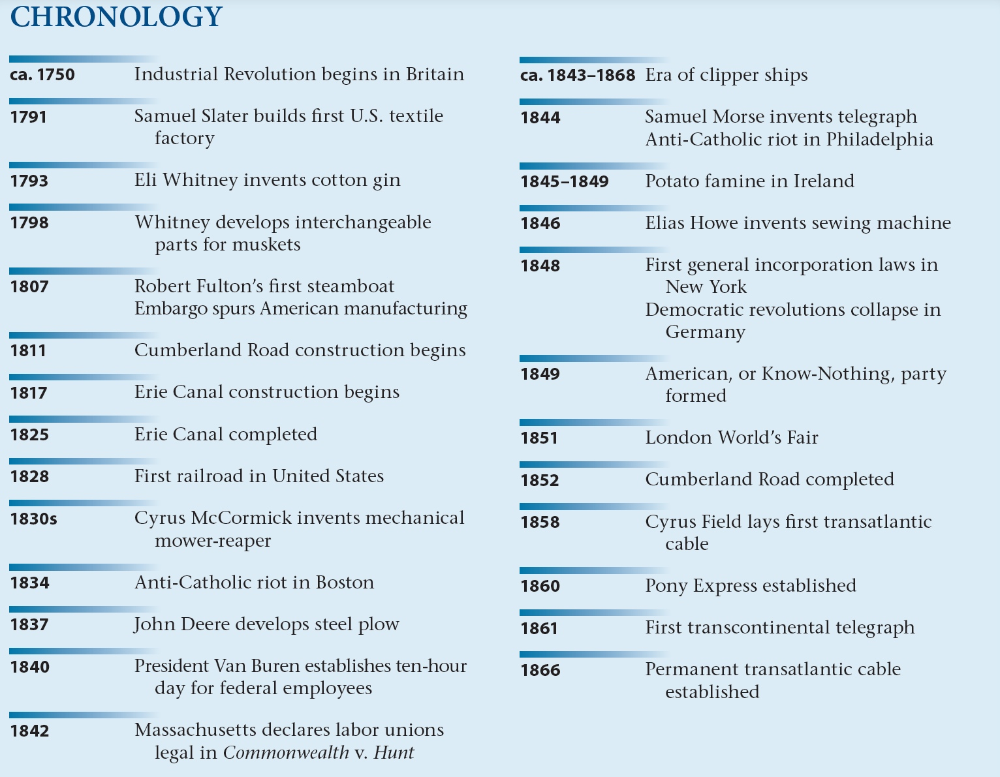 CHRONOLOGY
ca. 1750 Industrial Revolution begins in Britain
1791 Samuel Slater builds first U.S. textile
factory
1793 Eli Whitney invents cotton gin
1798 Whitney develops interchangeable
parts for muskets
1807 Robert Fulton’s first steamboat
Embargo spurs American manufacturing
1811 Cumberland Road construction begins
1817 Erie Canal construction begins
1825 Erie Canal completed
1828 First railroad in United States
1830s Cyrus McCormick invents mechanical
mower-reaper
1834 Anti-Catholic riot in Boston
1837 John Deere develops steel plow
1840 President Van Buren establishes ten-hour
day for federal employees
1842 Massachusetts declares labor unions
legal in Commonwealth v. Hunt
ca. 1843–1868 Era of clipper ships
1844 Samuel Morse invents telegraph
Anti-Catholic riot in Philadelphia
1845–1849 Potato famine in Ireland
1846 Elias Howe invents sewing machine
1848 First general incorporation laws in
New York
Democratic revolutions collapse in
Germany
1849 American, or Know-Nothing, party
formed
1851 London World’s Fair
1852 Cumberland Road completed
1858 Cyrus Field lays first transatlantic
cable
1860 Pony Express established
1861 First transcontinental telegraph
1866 Permanent transatlantic cable
established